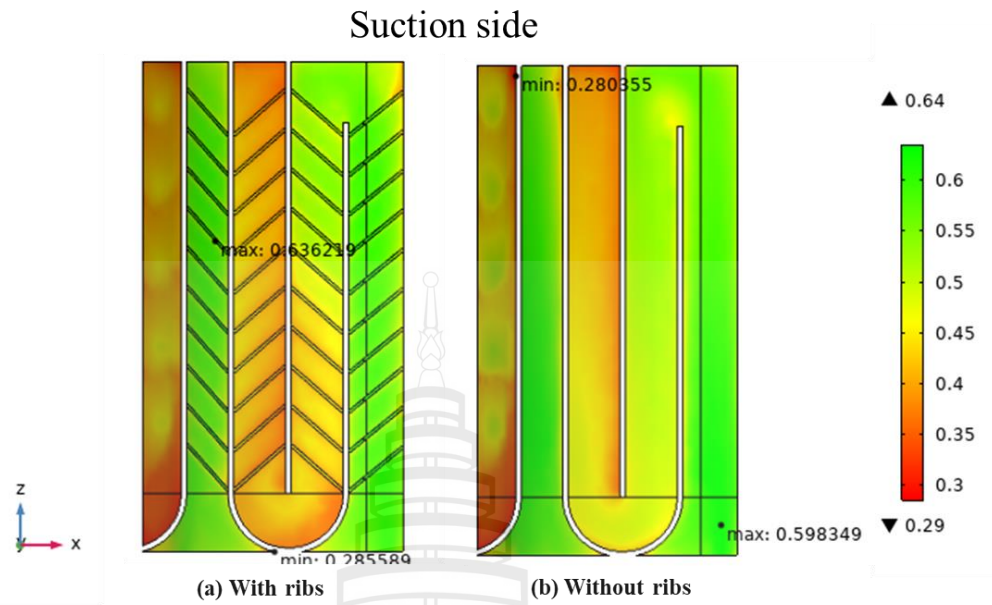 Suction side
min: 0.280355
0.64
0.6
0.55
max: 0.636219
0.5
0.45
0.4
0.35
0.3
z
y
x
0.29
max: 0.598349
min: 0.285589
(a) With ribs
(b) Without ribs